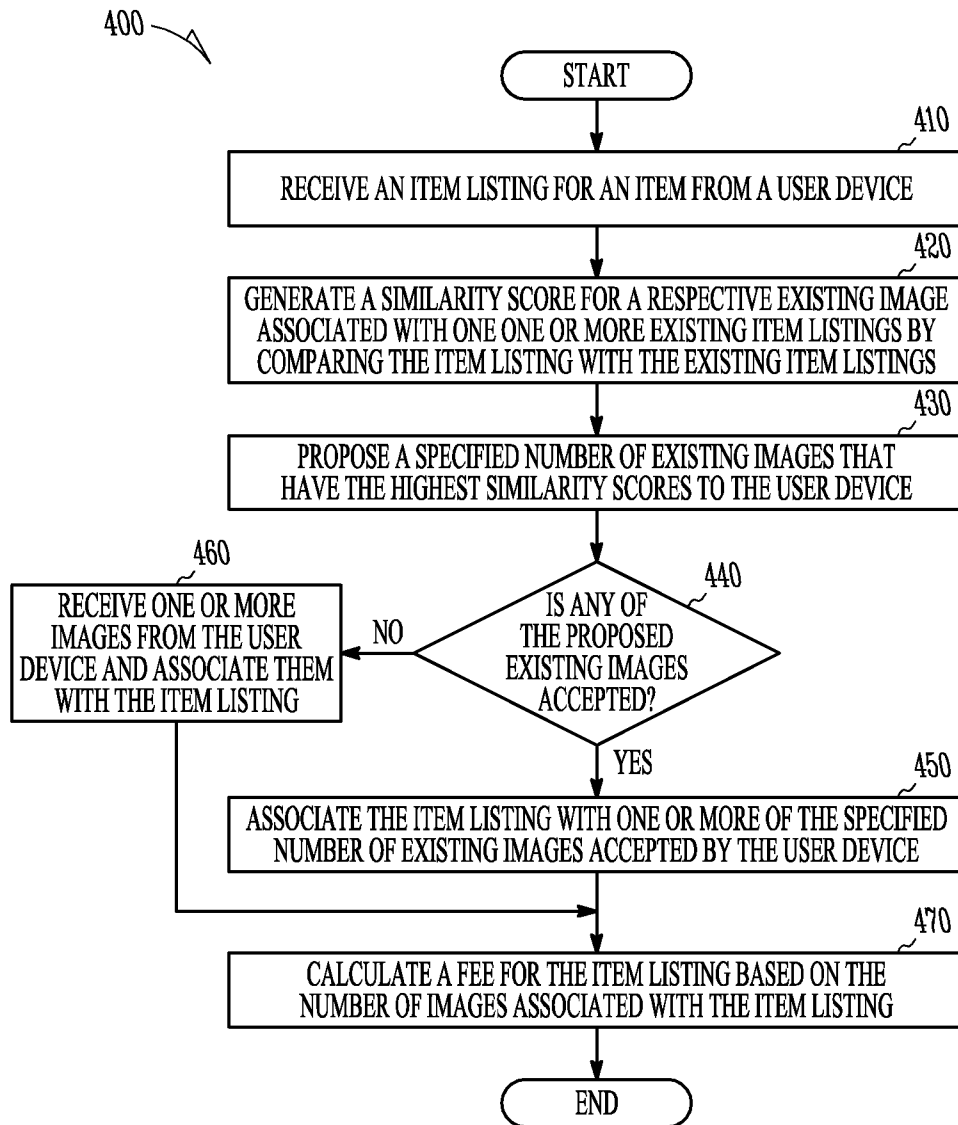 400
START
410
RECEIVE AN ITEM LISTING FOR AN ITEM FROM A USER DEVICE
420
GENERATE A SIMILARITY SCORE FOR A RESPECTIVE EXISTING IMAGE
ASSOCIATED WITH ONE ONE OR MORE EXISTING ITEM LISTINGS BY
COMPARING THE ITEM LISTING WITH THE EXISTING ITEM LISTINGS
430
PROPOSE A SPECIFIED NUMBER OF EXISTING IMAGES THAT
HAVE THE HIGHEST SIMILARITY SCORES TO THE USER DEVICE
440
IS ANY OF
THE PROPOSED
EXISTING IMAGES
ACCEPTED?
NO
460
RECEIVE ONE OR MORE
IMAGES FROM THE USER
DEVICE AND ASSOCIATE THEM
WITH THE ITEM LISTING
YES
450
ASSOCIATE THE ITEM LISTING WITH ONE OR MORE OF THE SPECIFIED
NUMBER OF EXISTING IMAGES ACCEPTED BY THE USER DEVICE
470
CALCULATE A FEE FOR THE ITEM LISTING BASED ON THE
NUMBER OF IMAGES ASSOCIATED WITH THE ITEM LISTING
END